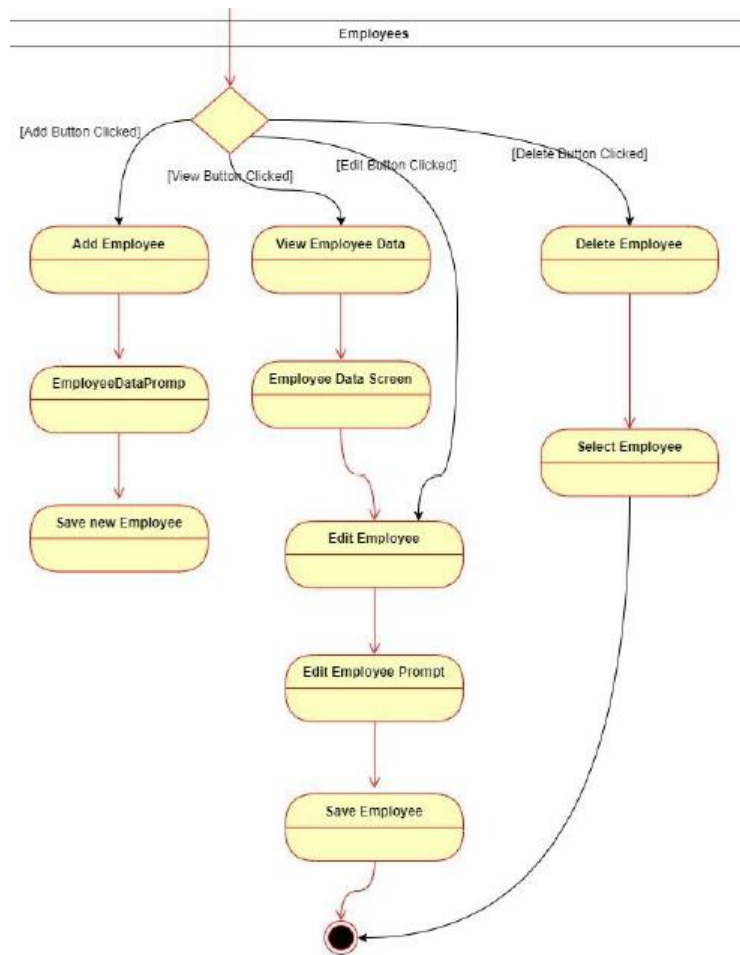 Employees
[Add Button Clicked]
[View Button Clicked]
[Edit Button Clicked]
[Delete Button Clicked]
Add Employee
View Employee Data
Delete Employee
EmployeeDataPromp
Employee Data Screen
Select Employee
Save new Employee
Edit Employee
Edit Employee Prompt
Save Employee